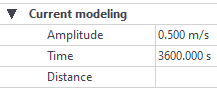 Current modeling
Amplitude 0.500 m/s
Time 3600.000 s
Distance